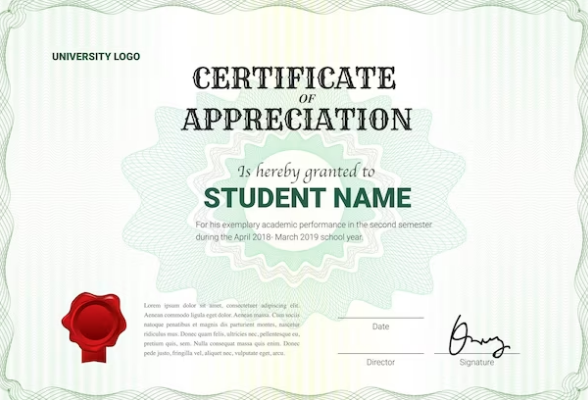 UNIVERSITY LOGO
CERTIFICATE
OF
APPRECIATION
Is hereby granted to
STUDENT NAME
For his exemplary academic performance in the second semester
during the April 2018- March 2019 school year.
Lorem ipsum dolor sit amet, consectetuer adipiscing elit.
Aenean commodo ligula eget dolor. Aenean massa. Cum sociis
natoque penatibus et magnis dis parturient montes, nascetur
ridiculus mus. Donec quam felis, ultricies nec, pellentesque eu,
pretium quis, sem. Nulla consequat massa quis enim. Donec
pede justo, fringilla vel, aliquet nec, vulputate eget, arcu.
Date
Director
Signature